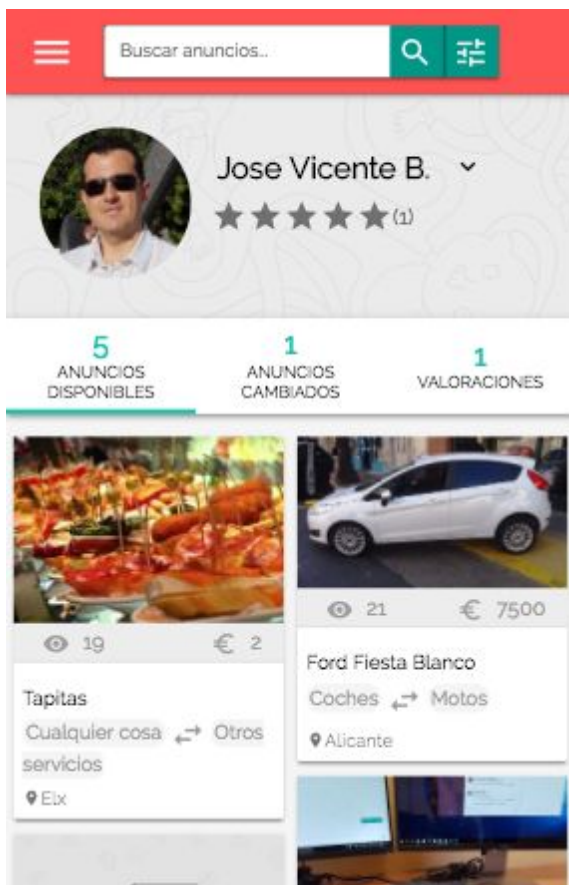 Buscar anuncios..
Jose Vicente B.
(1)
5
ANUNCIOS
DISPONIBLES
1
ANUNCIOS
CAMBIADOS
1
VALORACIONES
19 € 2
Tapitas
Cualquier cosa Otros
servicios
Elx
21 € 7500
Ford Fiesta Blanco
Coches Motos
Alicante